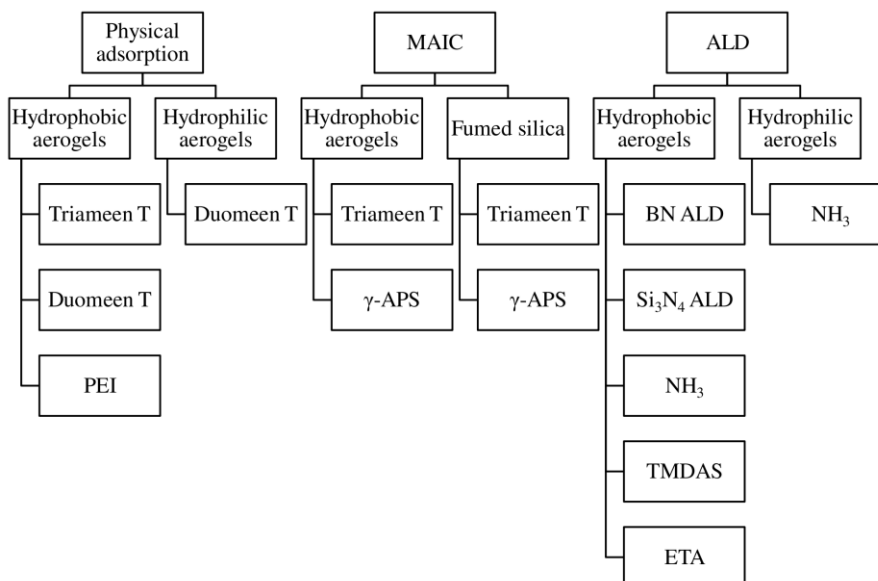 Physical
adsorption
MAIC
ALD
Hydrophobic
aerogels
Hydrophilic
aerogels
Hydrophobic
aerogels
Fumed silica
Hydrophobic
aerogels
Hydrophilic
aerogels
Triameen T
Duomeen T
Triameen T
Triameen T
BN ALD
NH₃
Duomeen T
γ-APS
γ-APS
Si₃N₄ ALD
PEI
NH₃
TMDAS
ETA